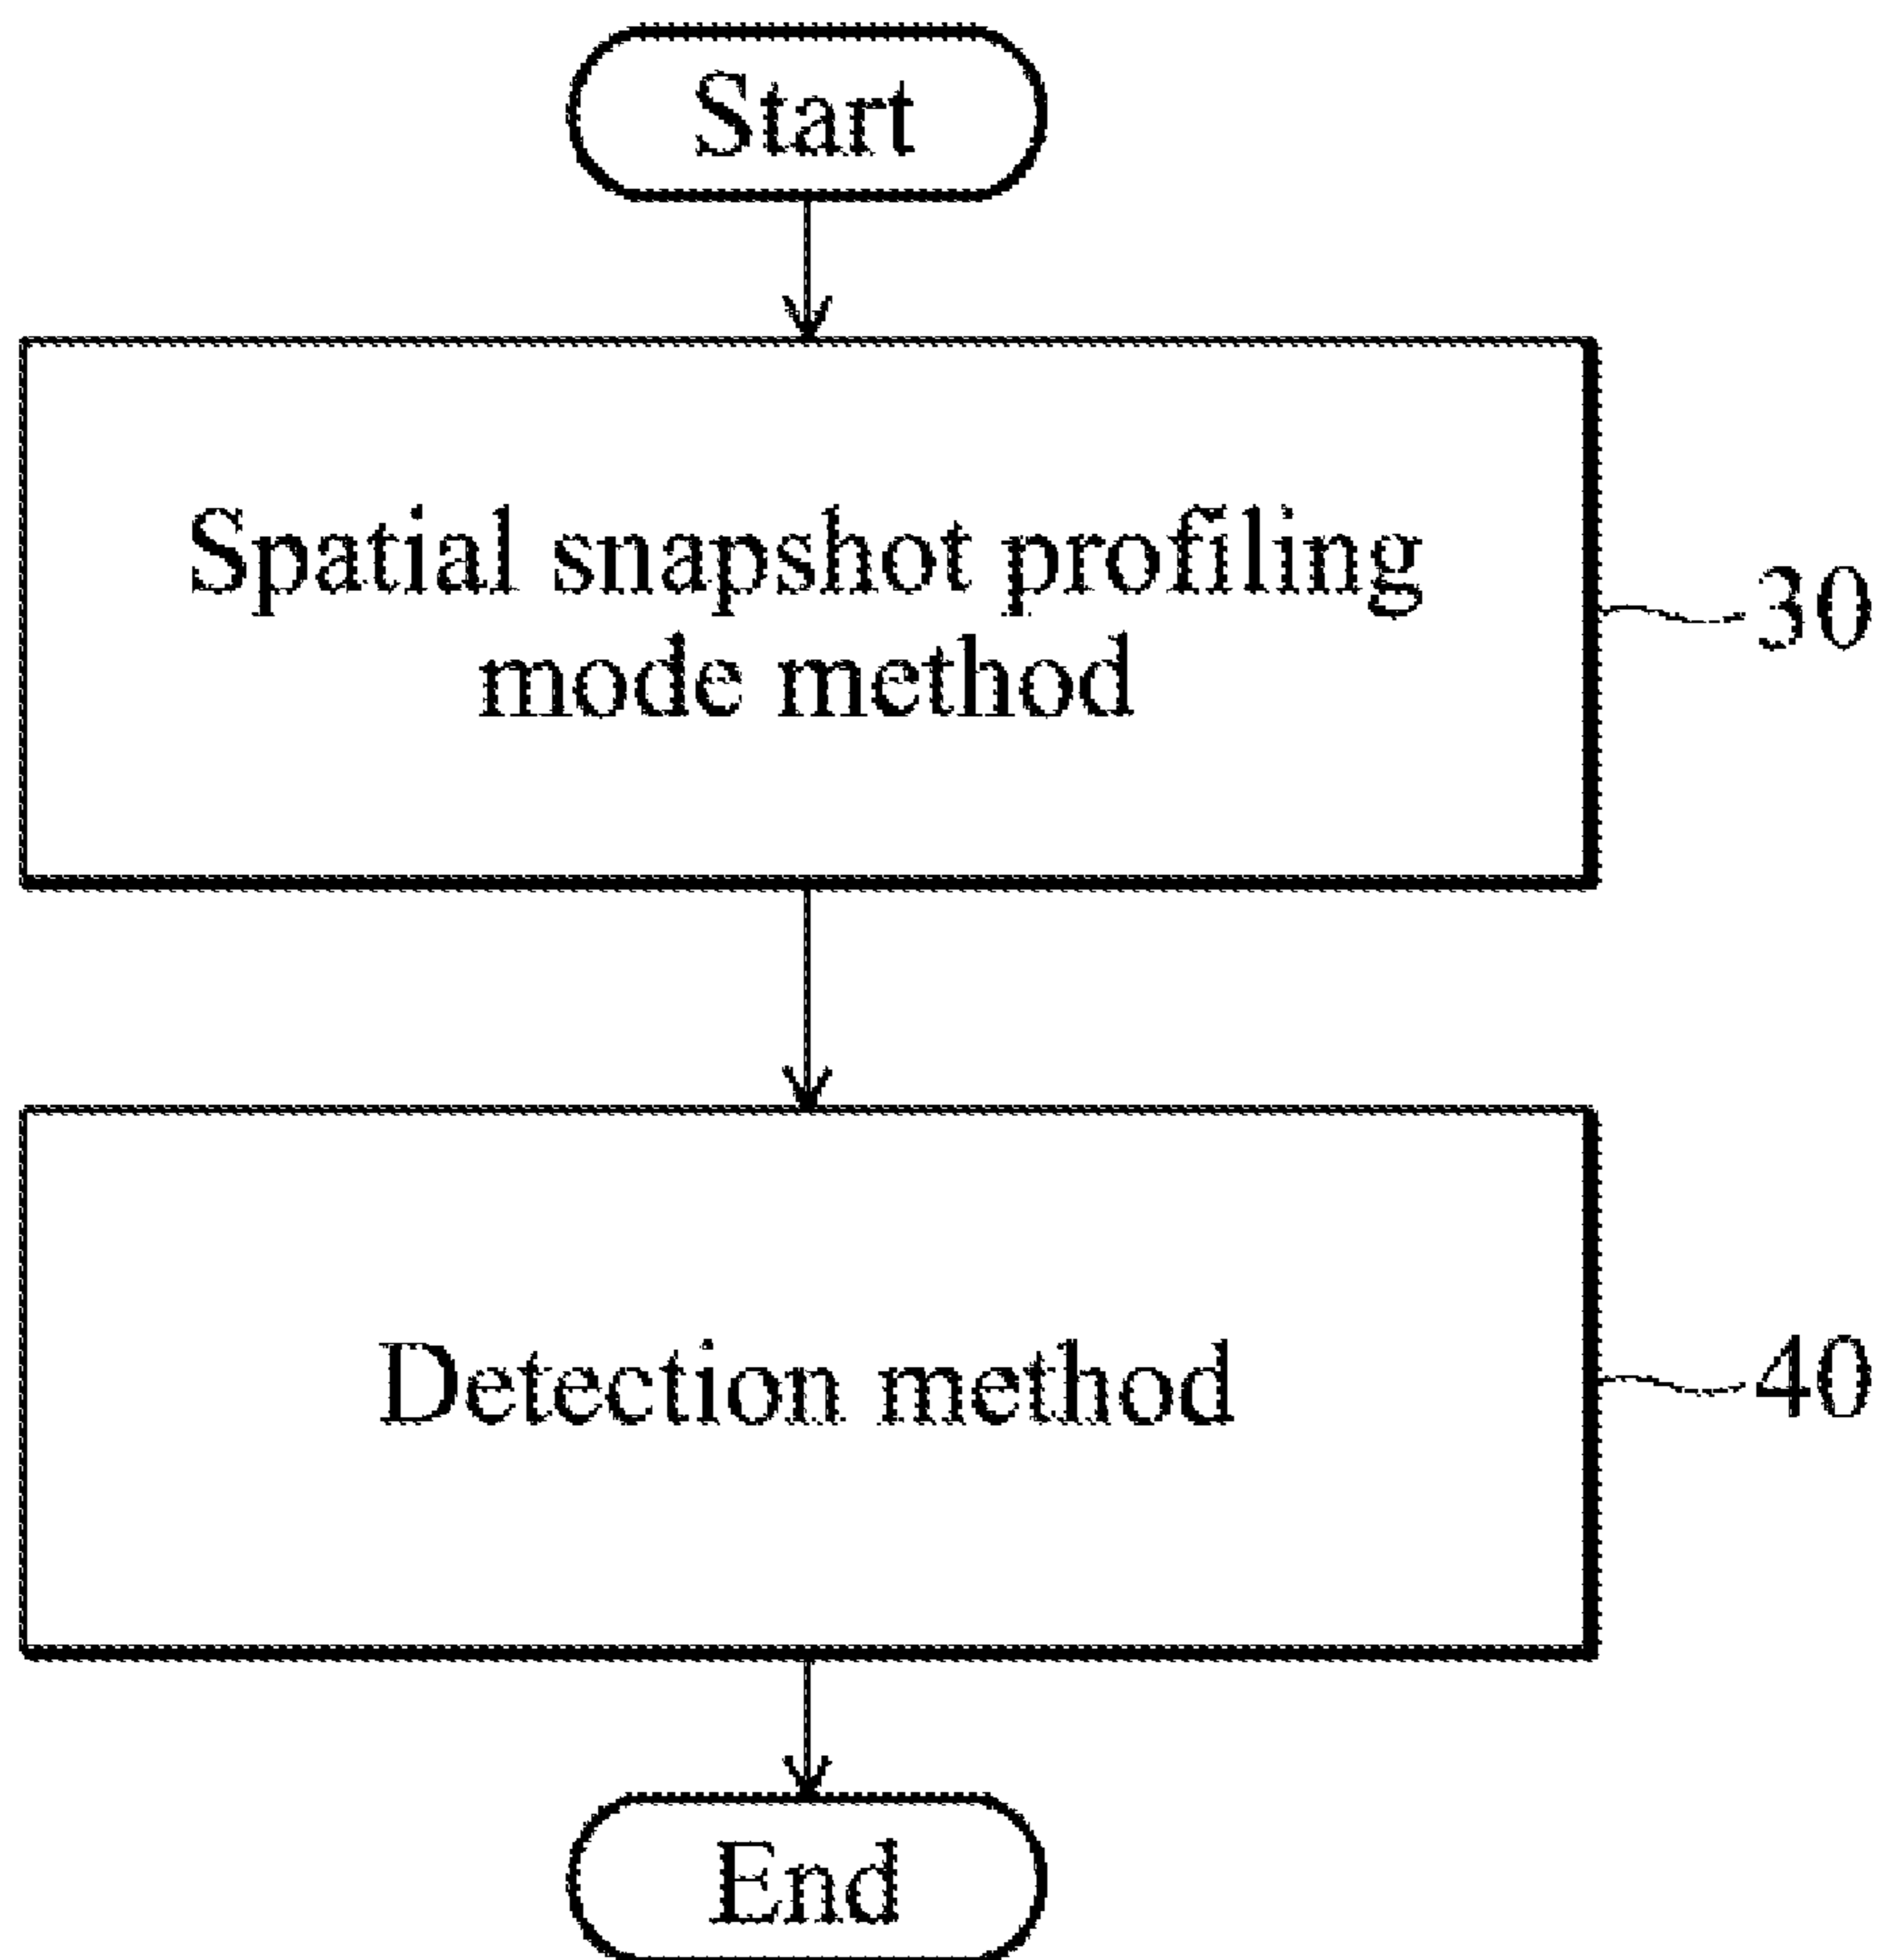 Start
Spatial snapshot profiling
mode method
30
Detection method
40
End